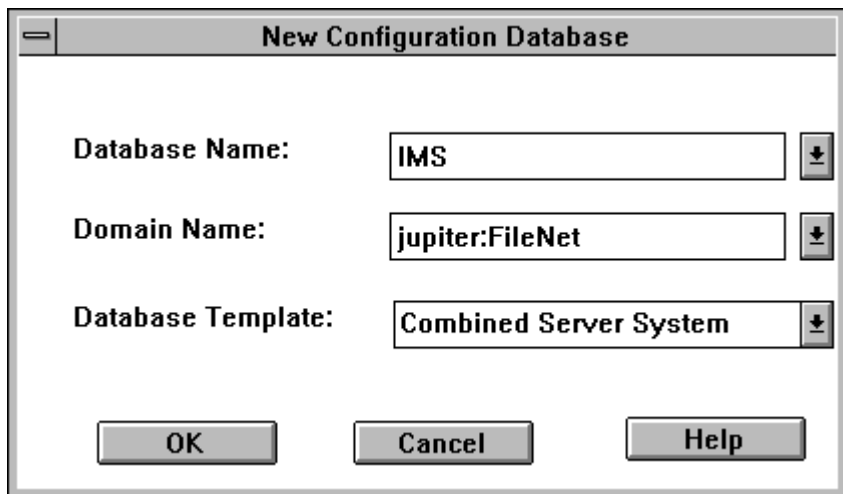 New Configuration Database
Database Name:
IMS
Domain Name:
jupiter:FileNet
Database Template:
Combined Server System
OK
Cancel
Help